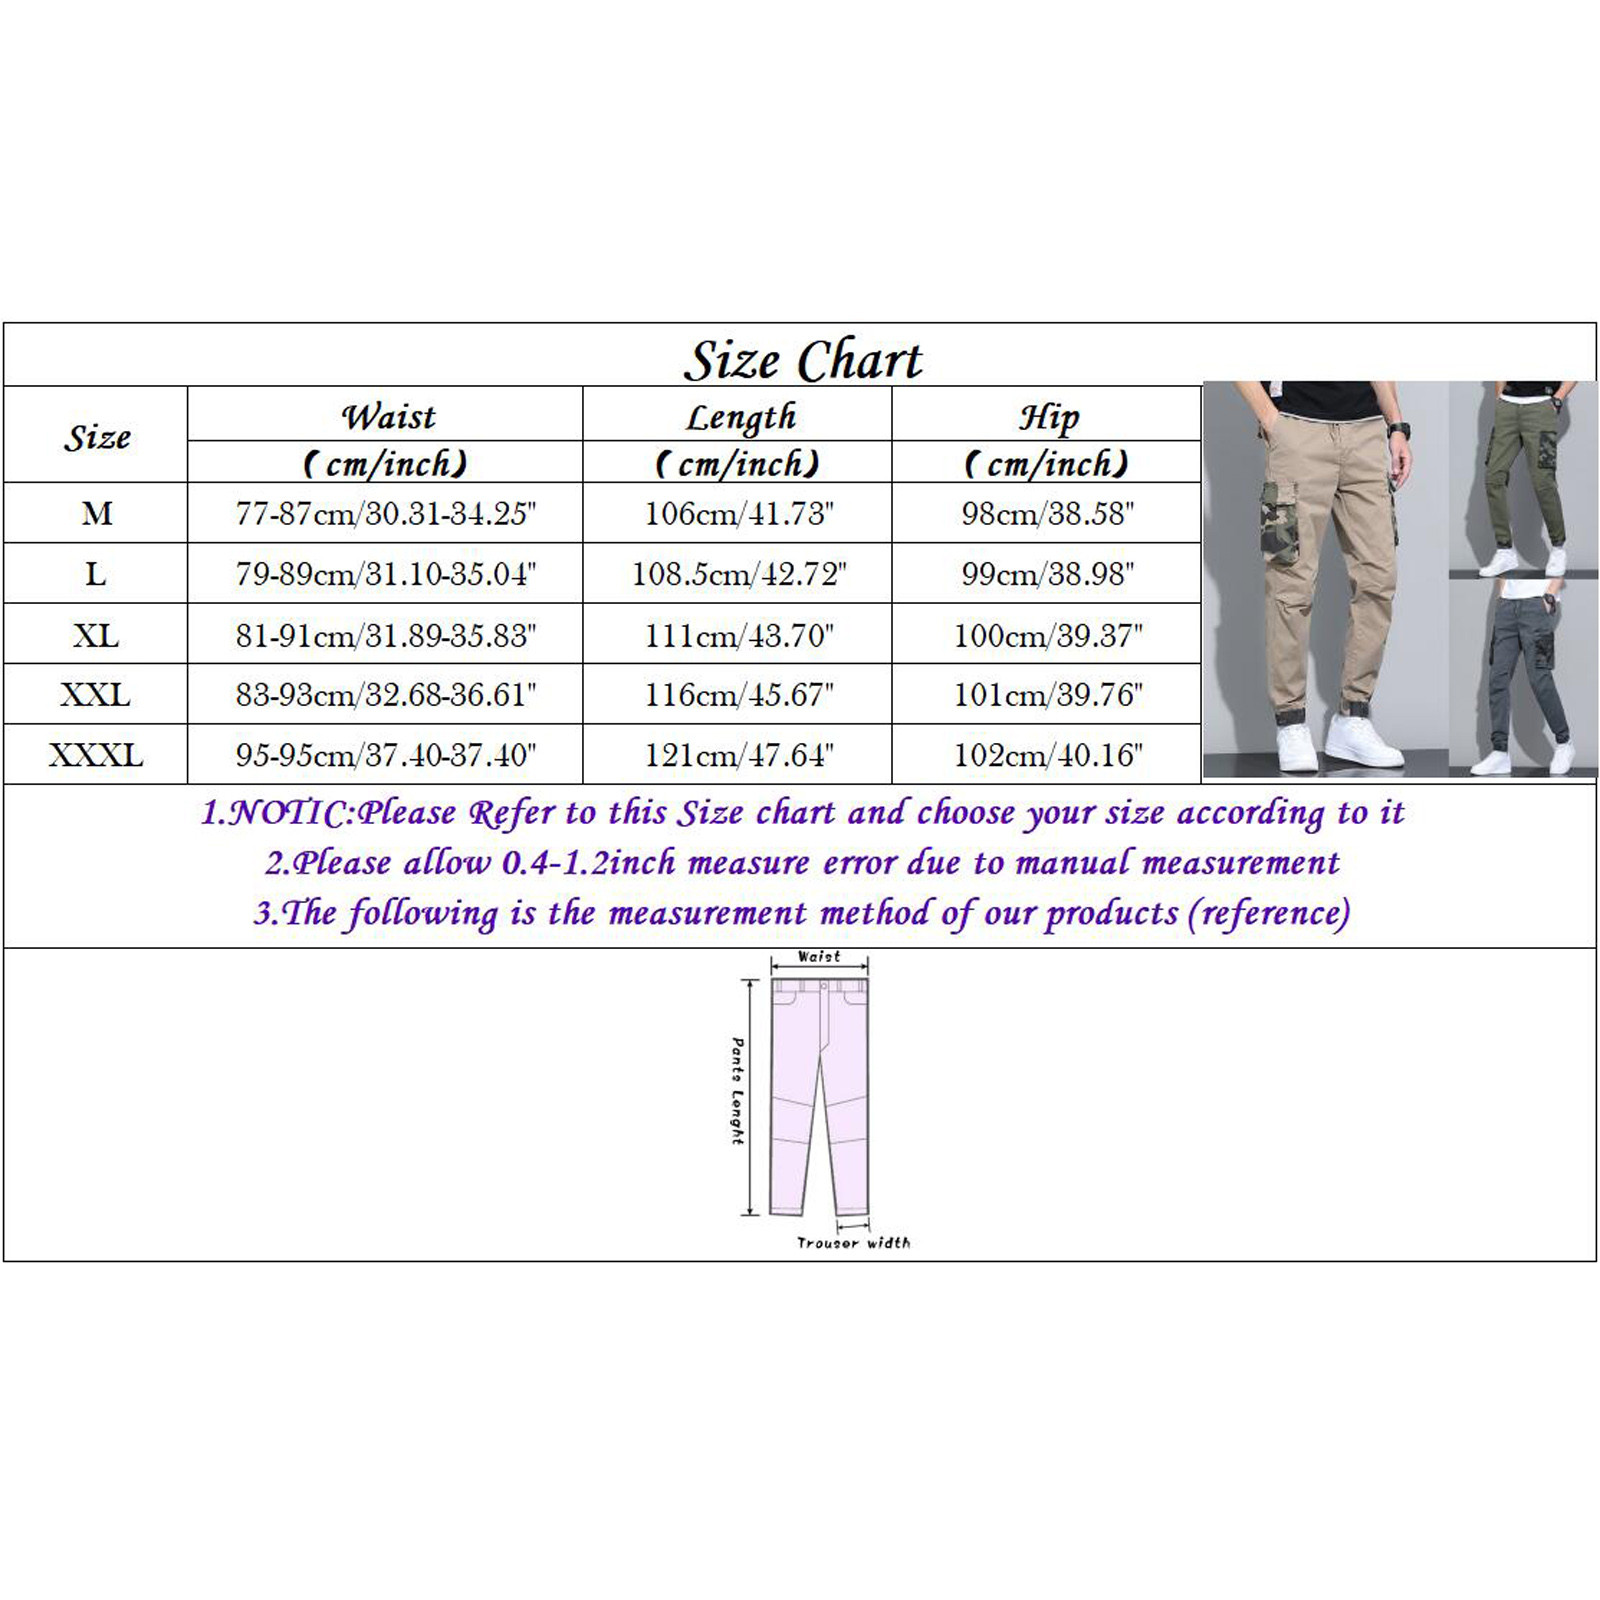 Size Chart
Size Waist Length Hip
( cm/inch) ( cm/inch) ( cm/inch)
M 77-87cm/30.31-34.25" 106cm/41.73" 98cm/38.58"
L 79-89cm/31.10-35.04" 108.5cm/42.72" 99cm/38.98"
XL 81-91cm/31.89-35.83" 111cm/43.70" 100cm/39.37"
XXL 83-93cm/32.68-36.61" 116cm/45.67" 101cm/39.76"
XXXL 95-95cm/37.40-37.40" 121cm/47.64" 102cm/40.16"
1.NOTIC:Please Refer to this Size chart and choose your size according to it
2.Please allow 0.4-1.2inch measure error due to manual measurement
3.The following is the measurement method of our products (reference)
Waist
Pants Lenght
Trouser width